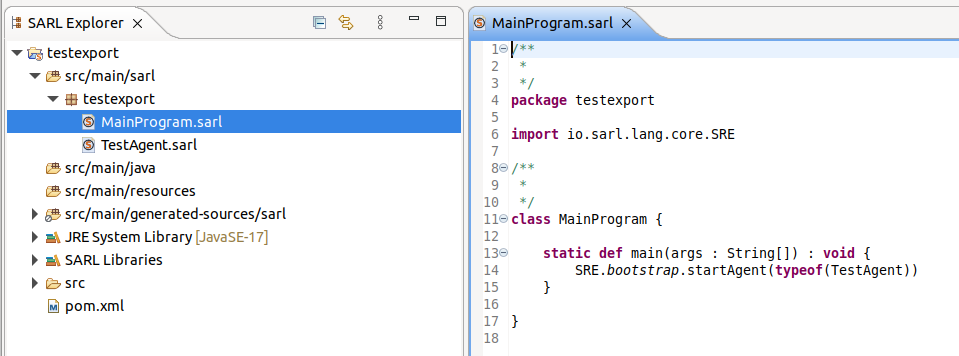 SARL Explorer
testexport
src/main/sarl
testexport
MainProgram.sarl
TestAgent.sarl
src/main/java
src/main/resources
src/main/generated-sources/sarl
JRE System Library [JavaSE-17]
SARL Libraries
src
pom.xml
MainProgram.sarl
1 /**
2  *
3  */
4 package testexport
5
6 import io.sarl.lang.core.SRE
7
8 /**
9  *
10  */
11 class MainProgram {
12
13     static def main(args : String[]) : void {
14         SRE.bootstrap.startAgent(typeof(TestAgent))
15     }
16
17 }
18